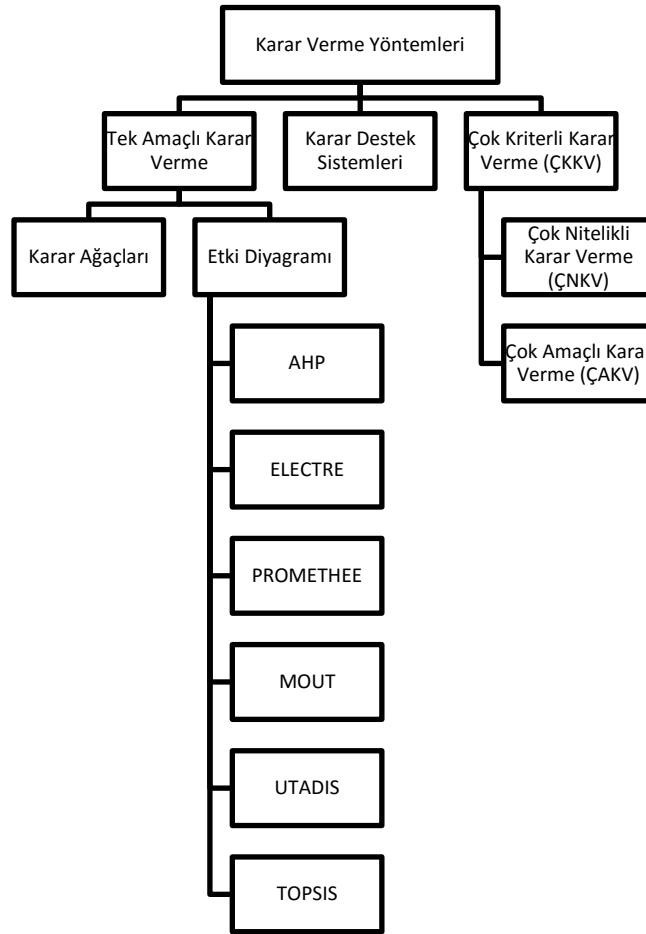 Karar Verme Yöntemleri
Tek Amaçlı Karar
Verme
Karar Destek
Sistemleri
Çok Kriterli Karar
Verme (ÇKKV)
Karar Ağaçları
Etki Diyagramı
Çok Nitelikli
Karar Verme
(ÇNKV)
Çok Amaçlı Karar
Verme (ÇAKV)
AHP
ELECTRE
PROMETHEE
MOUT
UTADIS
TOPSIS